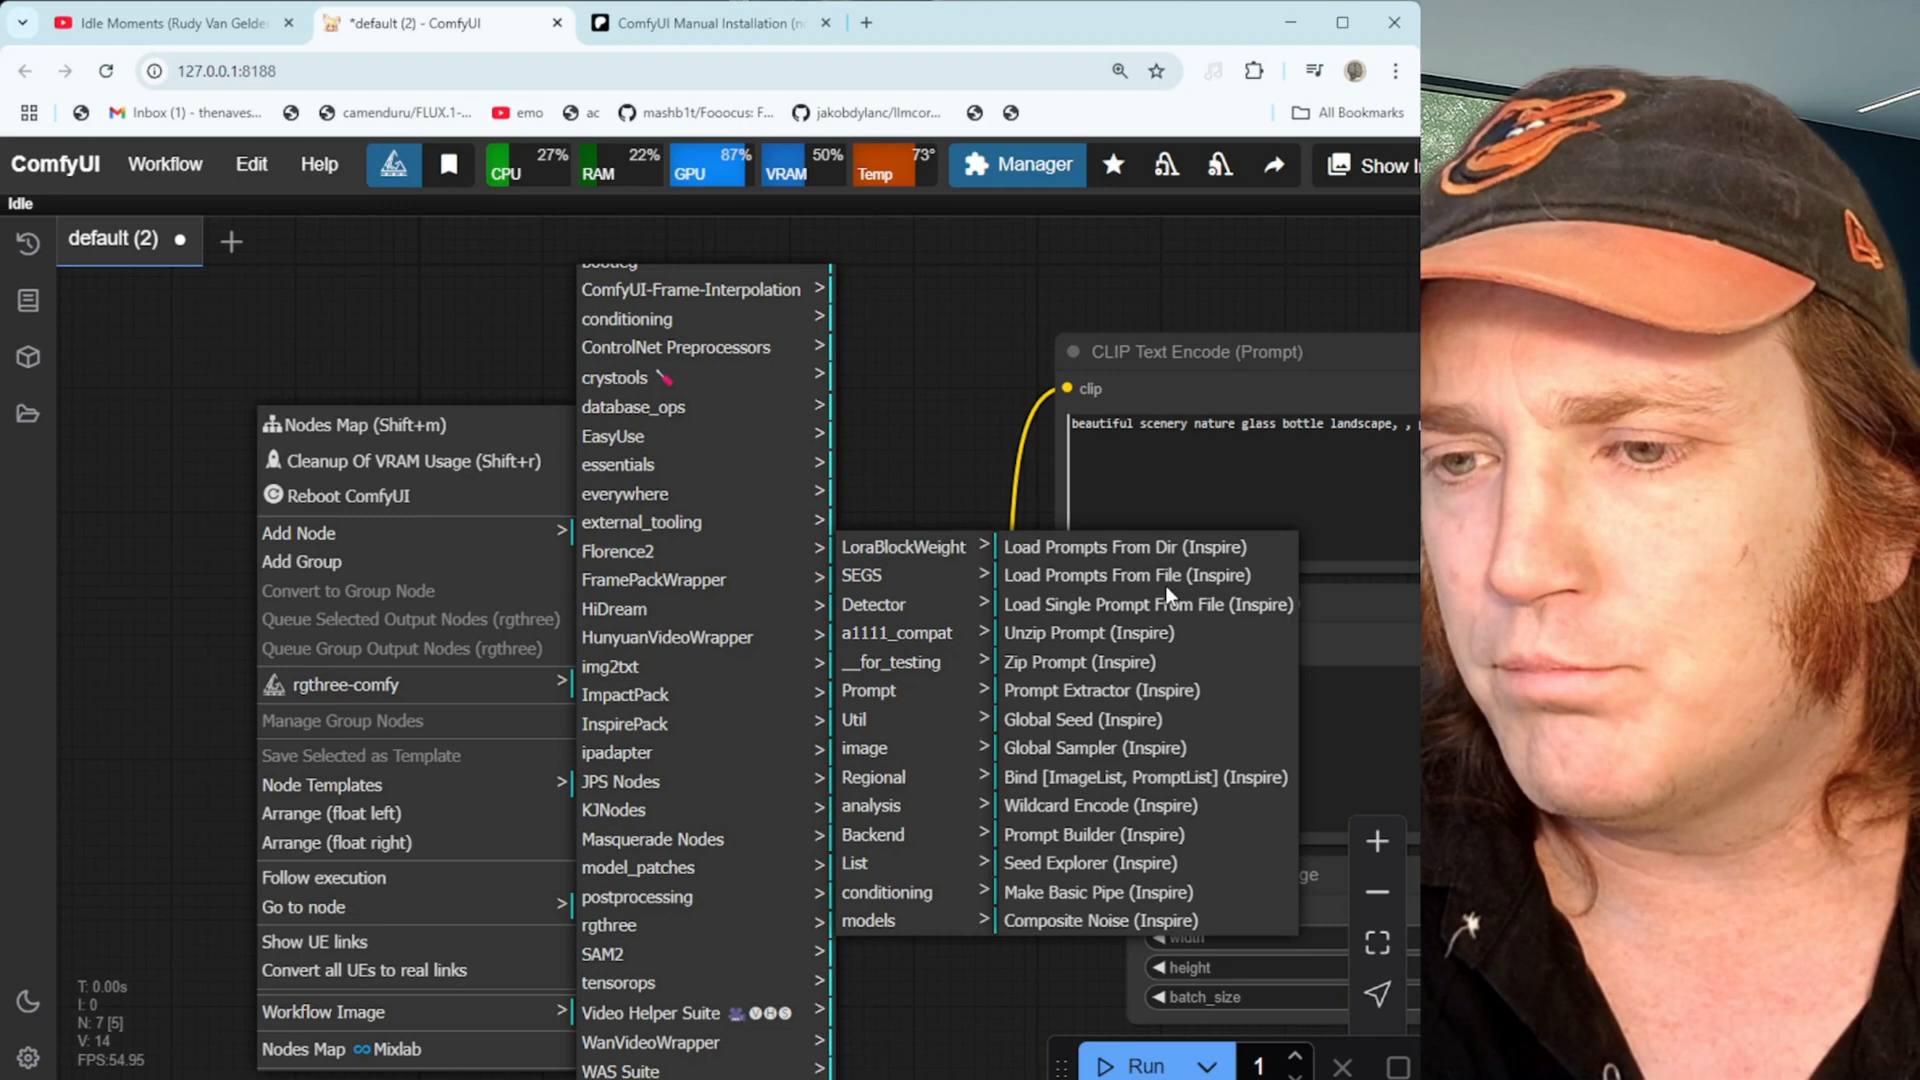 Idle Moments (Rudy Van Gelde
*default (2) - ComfyUI
ComfyUI Manual Installation (n
127.0.0.1:8188
Inbox (1) - thenaves...
camenduru/FLUX.1-...
emo
ac
mashb1t/Fooocus: F...
jakobdylanc/llmcor...
All Bookmarks
ComfyUI
Workflow
Edit
Help
CPU 27%
RAM 22%
GPU 87%
VRAM 50%
Temp 73°
Manager
Show I
Idle
default (2)
Nodes Map (Shift+m)
Cleanup Of VRAM Usage (Shift+r)
Reboot ComfyUI
Add Node >
Add Group
Convert to Group Node
Queue Selected Output Nodes (rgthree)
Queue Group Output Nodes (rgthree)
rgthree-comfy >
Manage Group Nodes
Save Selected as Template
Node Templates >
Arrange (float left)
Arrange (float right)
Follow execution
Go to node >
Show UE links
Convert all UEs to real links
Workflow Image >
Nodes Map ∞Mixlab
bootleg
ComfyUI-Frame-Interpolation >
conditioning >
ControlNet Preprocessors >
crystools >
database_ops >
EasyUse >
essentials >
everywhere >
external_tooling >
Florence2 >
FramePackWrapper >
HiDream >
HunyuanVideoWrapper >
img2txt >
ImpactPack >
InspirePack >
ipadapter >
JPS Nodes >
KJNodes >
Masquerade Nodes >
model_patches >
postprocessing >
rgthree >
SAM2 >
tensorops >
Video Helper Suite VHS >
WanVideoWrapper >
WAS Suite >
LoraBlockWeight >
SEGS >
Detector >
a1111_compat >
__for_testing >
Prompt >
Util >
image >
Regional >
analysis >
Backend >
List >
conditioning >
models >
Load Prompts From Dir (Inspire)
Load Prompts From File (Inspire)
Load Single Prompt From File (Inspire)
Unzip Prompt (Inspire)
Zip Prompt (Inspire)
Prompt Extractor (Inspire)
Global Seed (Inspire)
Global Sampler (Inspire)
Bind [ImageList, PromptList] (Inspire)
Wildcard Encode (Inspire)
Prompt Builder (Inspire)
Seed Explorer (Inspire)
Make Basic Pipe (Inspire)
Composite Noise (Inspire)
CLIP Text Encode (Prompt)
clip
beautiful scenery nature glass bottle landscape, , p
ge
width
height
batch_size
T: 0.00s
I: 0
N: 7 [5]
V: 14
FPS:54.95
Run
1